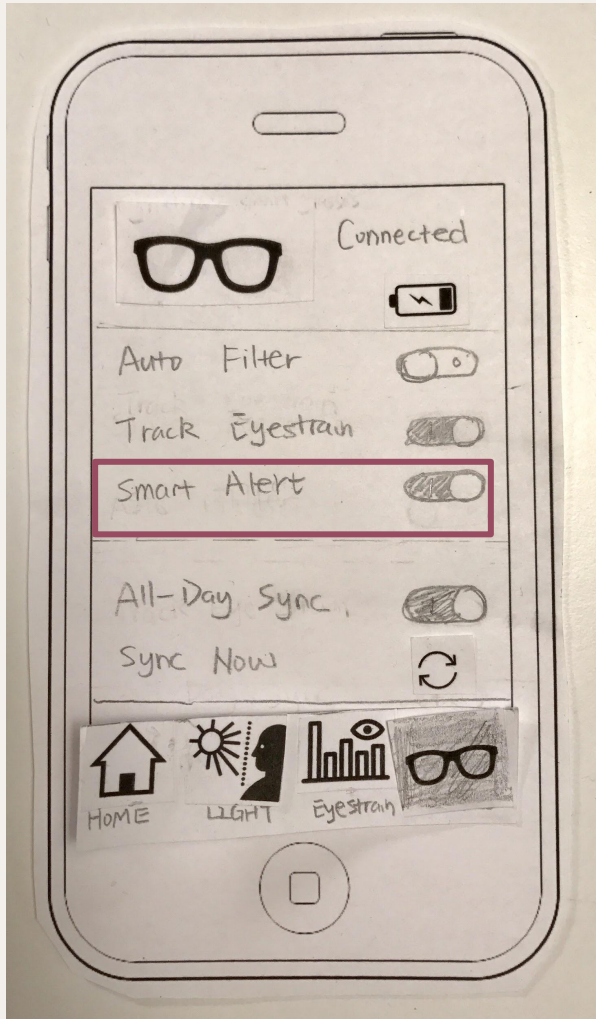 Connected
Auto Filter
Track Eyestrain
Smart Alert
All-Day Sync
Sync Now
HOME
LIGHT
Eyestrain